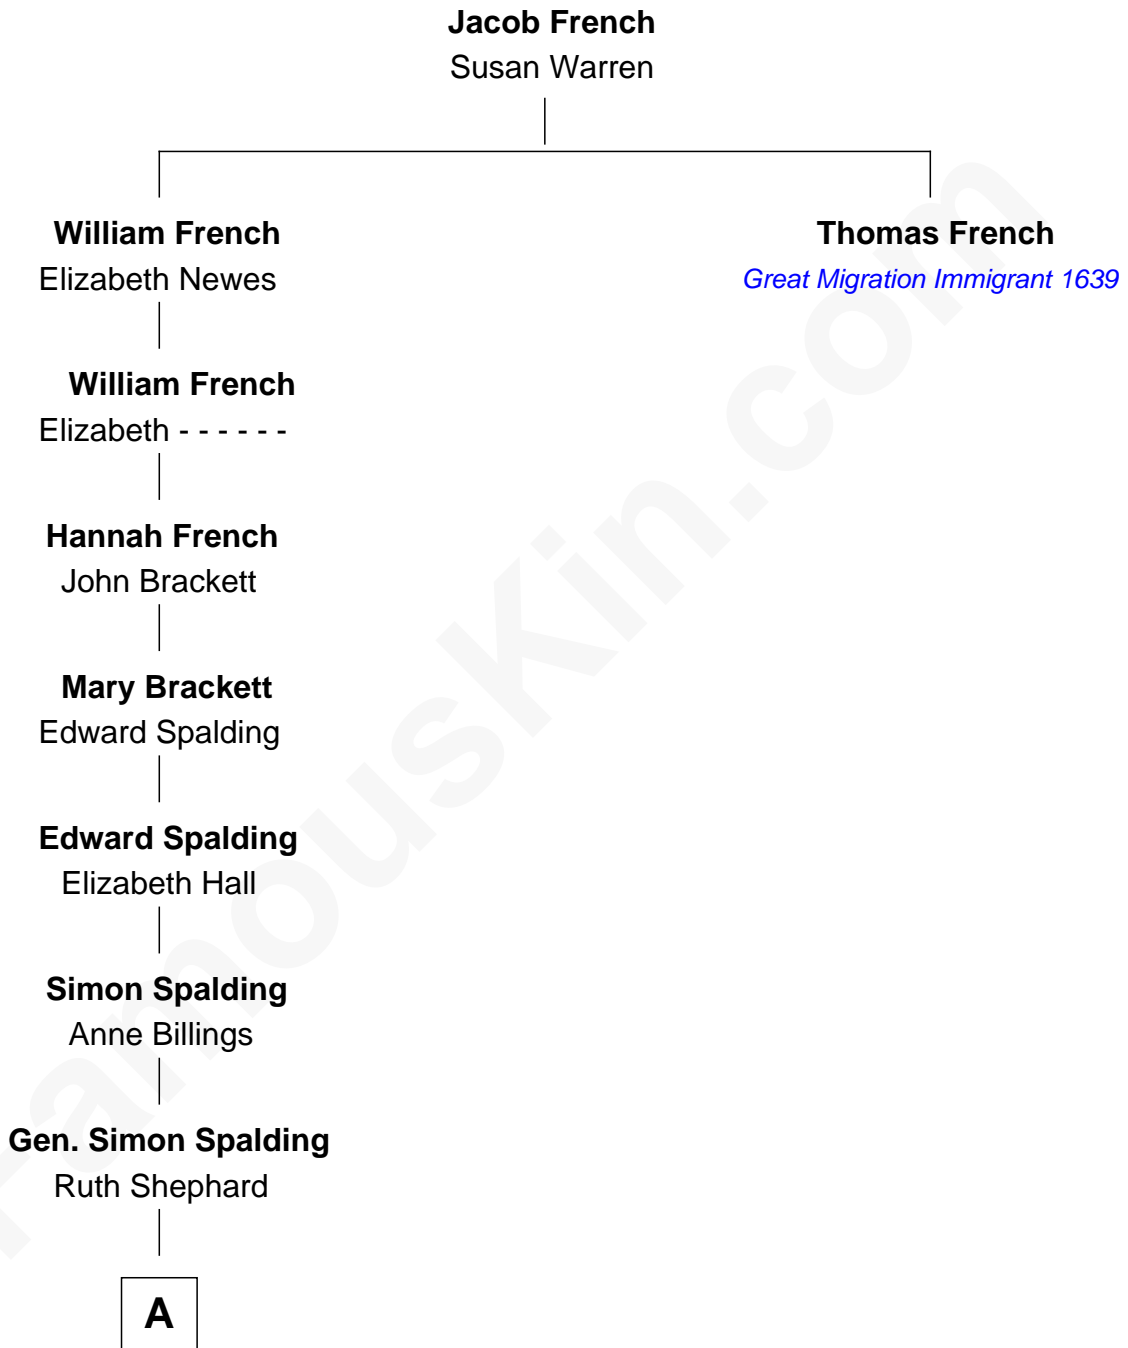 Jacob French
Susan Warren
William French
Elizabeth Newes
Thomas French
Great Migration Immigrant 1639
William French
Elizabeth - - - - - -
Hannah French
John Brackett
Mary Brackett
Edward Spalding
Edward Spalding
Elizabeth Hall
Simon Spalding
Anne Billings
Gen. Simon Spalding
Ruth Shephard
A
FamousKin.com